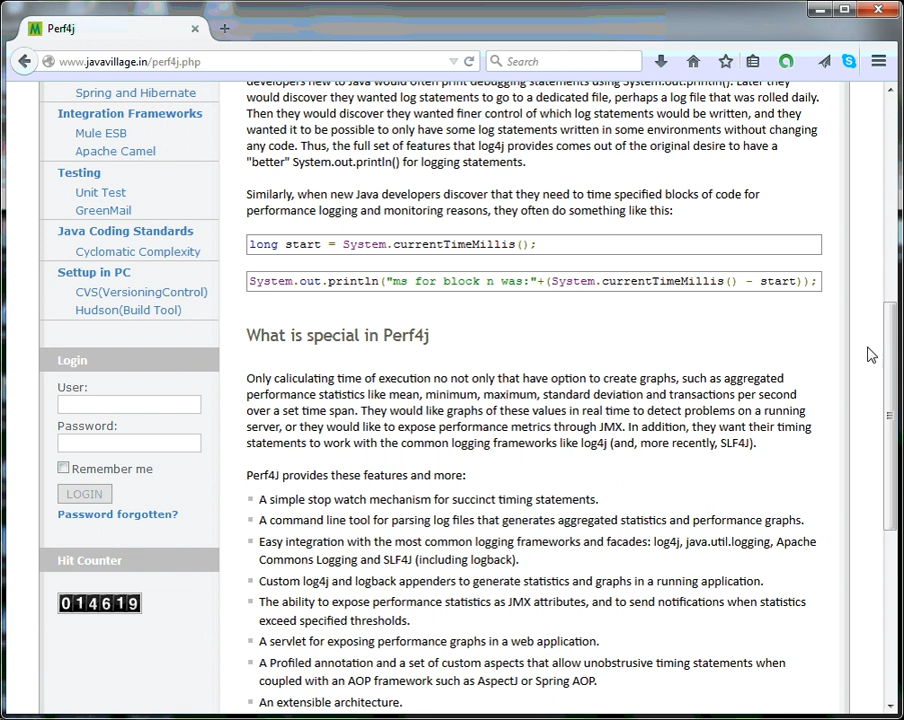 Perf4j
www.javavillage.in/perf4j.php
Search
Spring and Hibernate
Integration Frameworks
Mule ESB
Apache Camel
Testing
Unit Test
GreenMail
Java Coding Standards
Cyclomatic Complexity
Settup in PC
CVS(VersioningControl)
Hudson(Build Tool)
Login
User:
Password:
Remember me
LOGIN
Password forgotten?
Hit Counter
014619
developers new to Java would often print debugging statements using System.out.println(). Later they
would discover they wanted log statements to go to a dedicated file, perhaps a log file that was rolled daily.
Then they would discover they wanted finer control of which log statements would be written, and they
wanted it to be possible to only have some log statements written in some environments without changing
any code. Thus, the full set of features that log4j provides comes out of the original desire to have a
"better" System.out.println() for logging statements.
Similarly, when new Java developers discover that they need to time specified blocks of code for
performance logging and monitoring reasons, they often do something like this:
long start = System.currentTimeMillis();
System.out.println("ms for block n was:"+(System.currentTimeMillis() - start));
What is special in Perf4j
Only caliculating time of execution no not only that have option to create graphs, such as aggregated
performance statistics like mean, minimum, maximum, standard deviation and transactions per second
over a set time span. They would like graphs of these values in real time to detect problems on a running
server, or they would like to expose performance metrics through JMX. In addition, they want their timing
statements to work with the common logging frameworks like log4j (and, more recently, SLF4J).
Perf4J provides these features and more:
A simple stop watch mechanism for succinct timing statements.
A command line tool for parsing log files that generates aggregated statistics and performance graphs.
Easy integration with the most common logging frameworks and facades: log4j, java.util.logging, Apache
Commons Logging and SLF4J (including logback).
Custom log4j and logback appenders to generate statistics and graphs in a running application.
The ability to expose performance statistics as JMX attributes, and to send notifications when statistics
exceed specified thresholds.
A servlet for exposing performance graphs in a web application.
A Profiled annotation and a set of custom aspects that allow unobstrusive timing statements when
coupled with an AOP framework such as AspectJ or Spring AOP.
An extensible architecture.